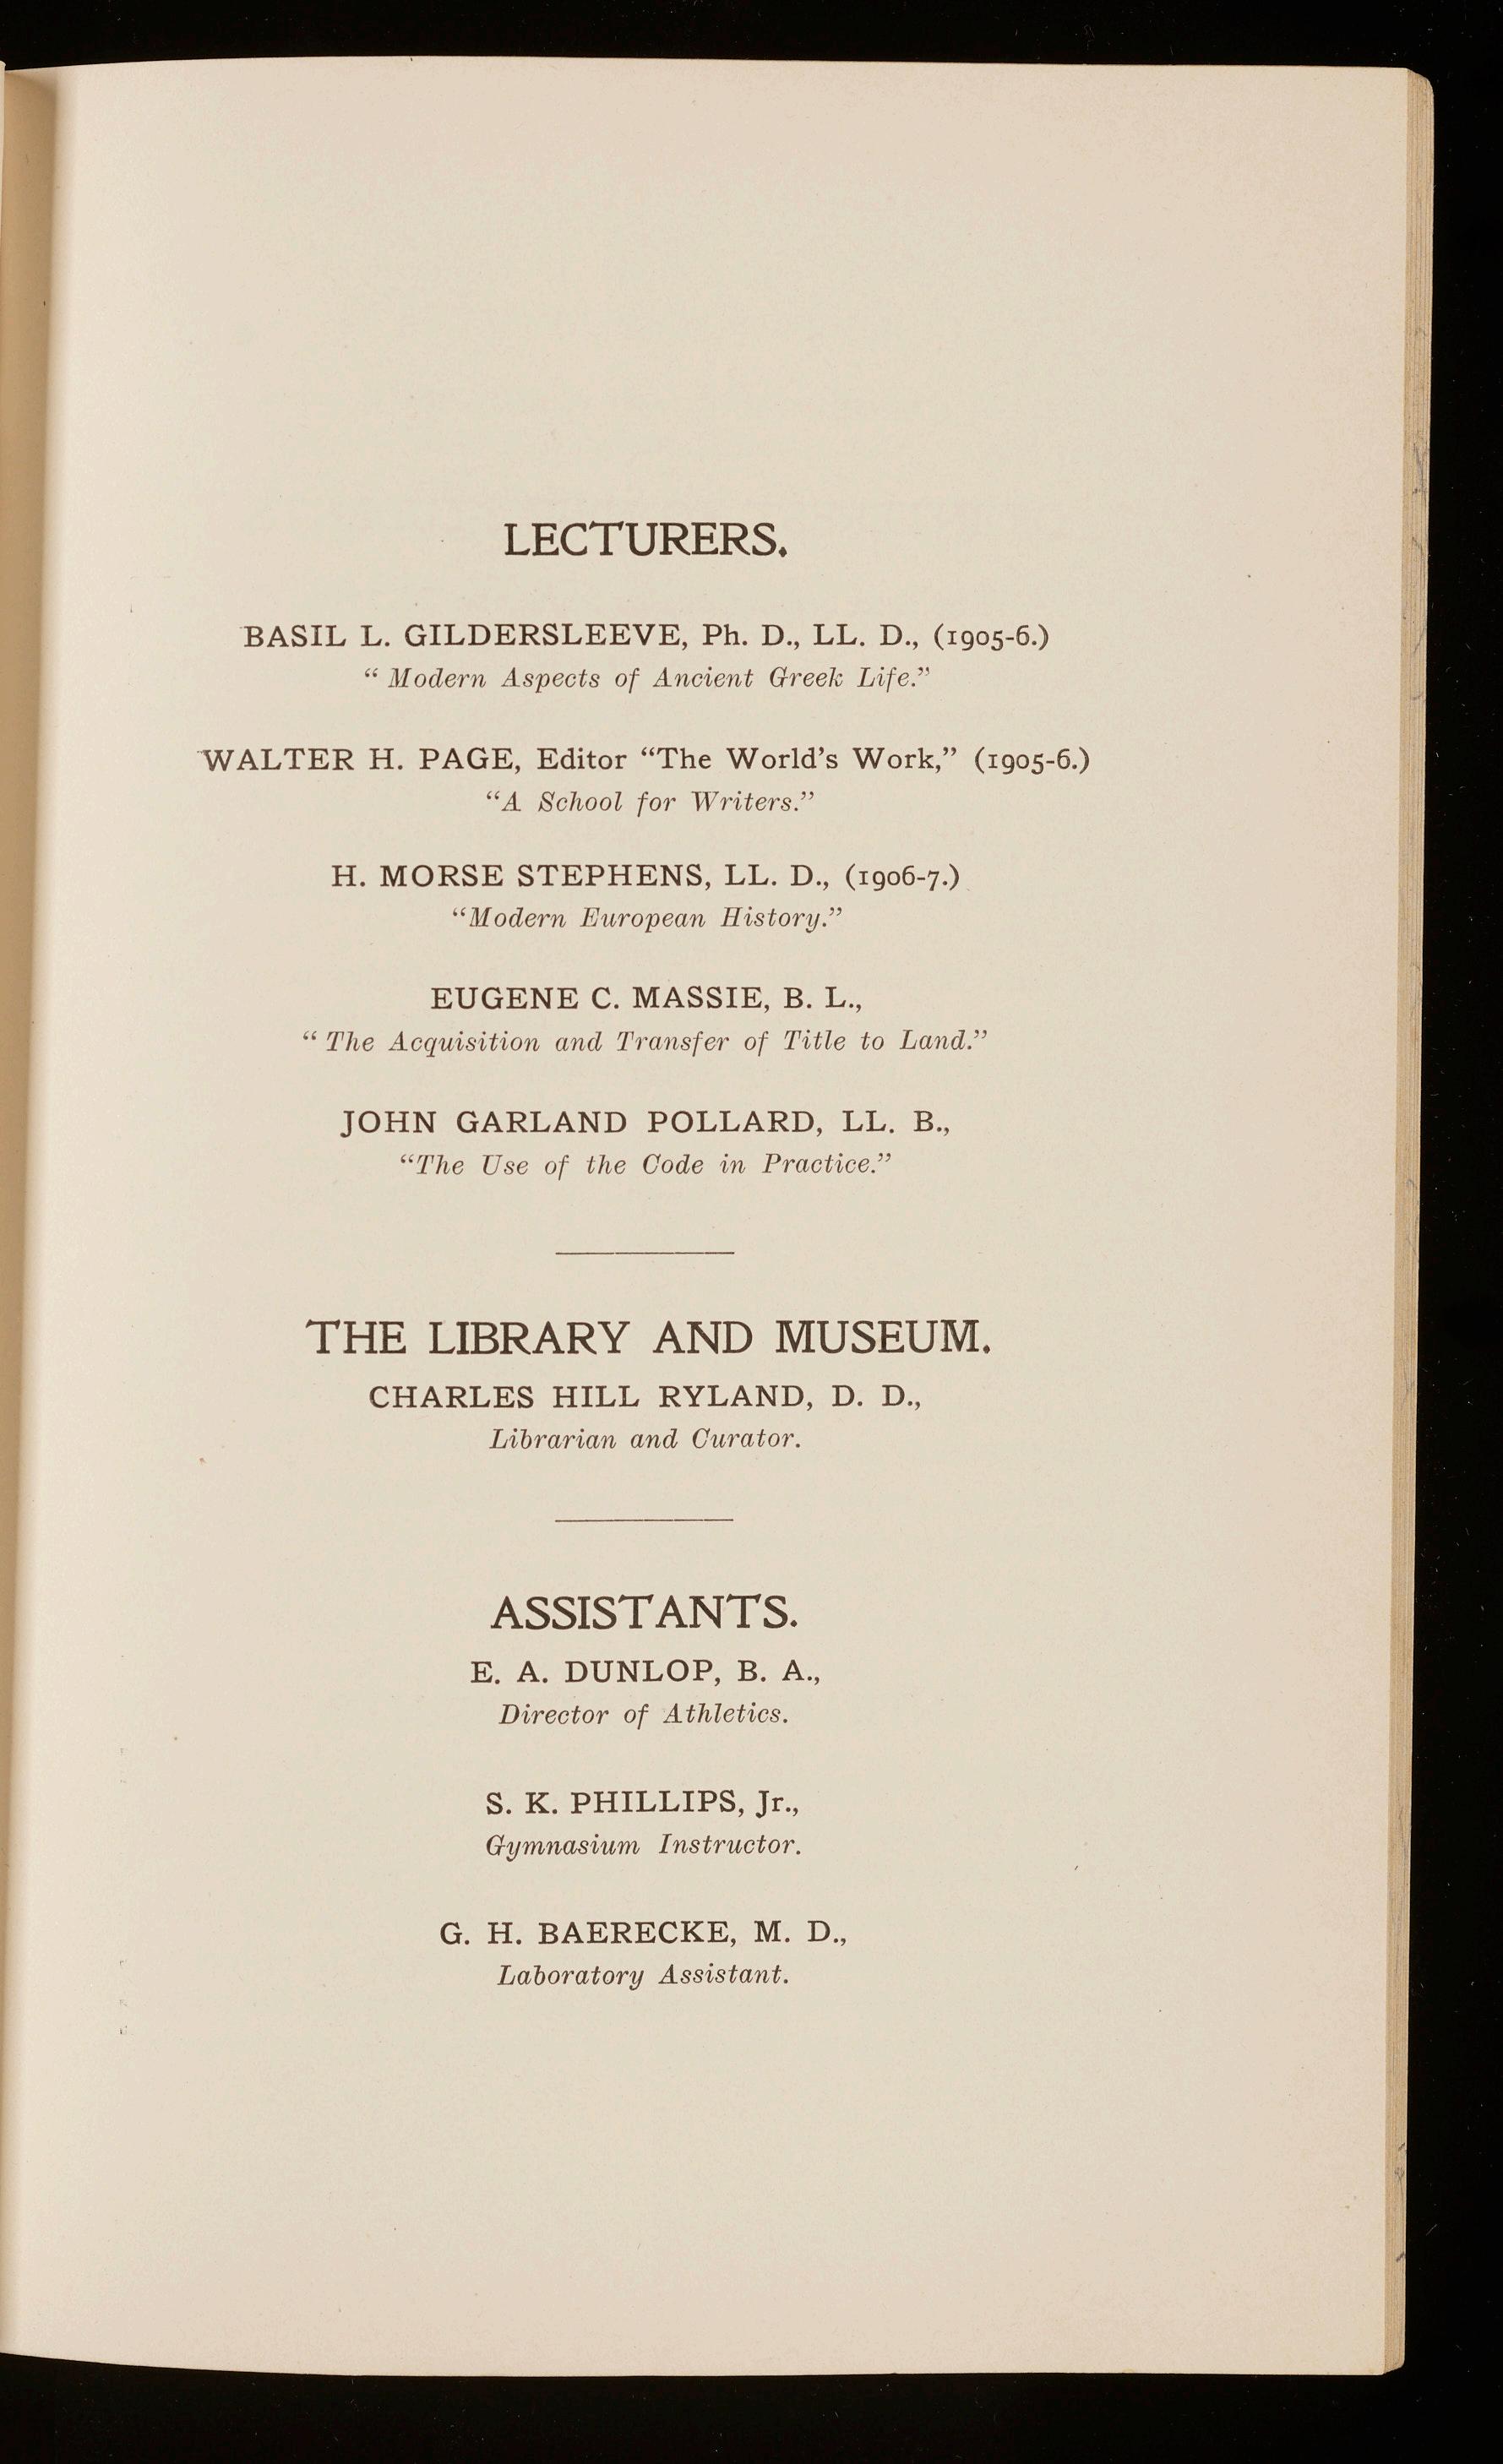 LECTURERS.
BASIL L. GILDERSLEEVE, Ph. D., LL. D., (1905-6.)
“ Modern Aspects of Ancient Greek Life.”
WALTER H. PAGE, Editor “The World’s Work,” (1905-6.)
“A School for Writers.”
H. MORSE STEPHENS, LL. D., (1906-7.)
“Modern European History.”
EUGENE C. MASSIE, B. L.,
“ The Acquisition and Transfer of Title to Land.”
JOHN GARLAND POLLARD, LL. B.,
“The Use of the Code in Practice.”
THE LIBRARY AND MUSEUM.
CHARLES HILL RYLAND, D. D.,
Librarian and Curator.
ASSISTANTS.
E. A. DUNLOP, B. A.,
Director of Athletics.
S. K. PHILLIPS, Jr.,
Gymnasium Instructor.
G. H. BAERECKE, M. D.,
Laboratory Assistant.